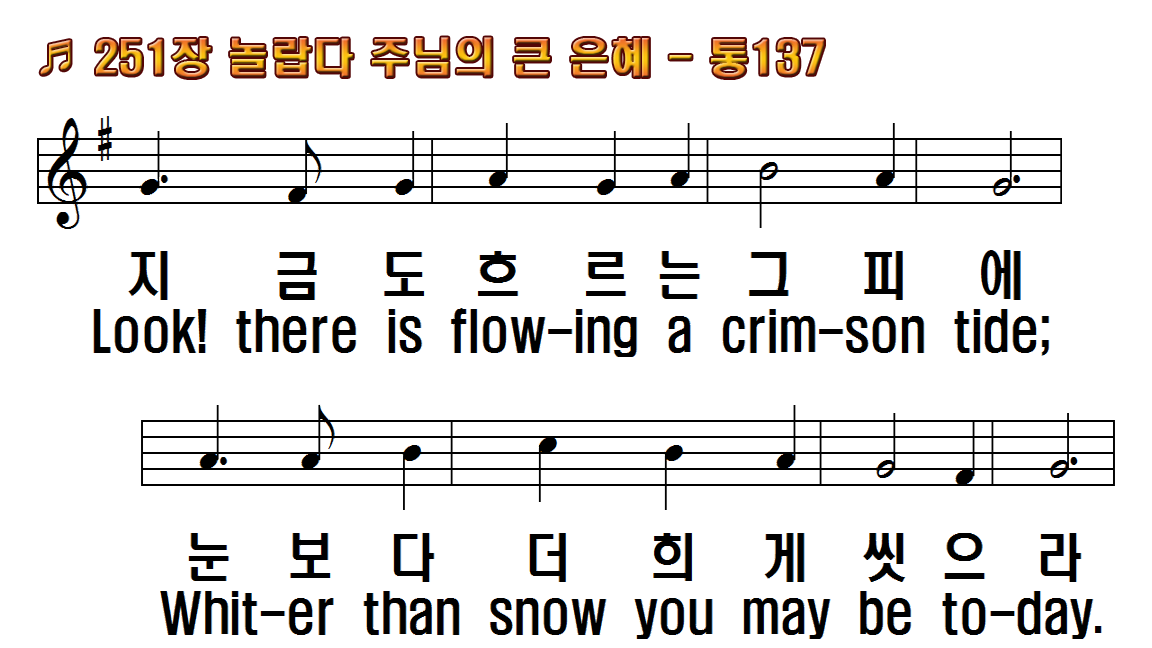 ♬ 251장 놀랍다 주님의 큰 은혜 - 통137
지 금 도 흐 르 는 그 피 에
Look! there is flow-ing a crim-son tide;
눈 보 다 더 희 게 씻 으 라
Whit-er than snow you may be to-day.